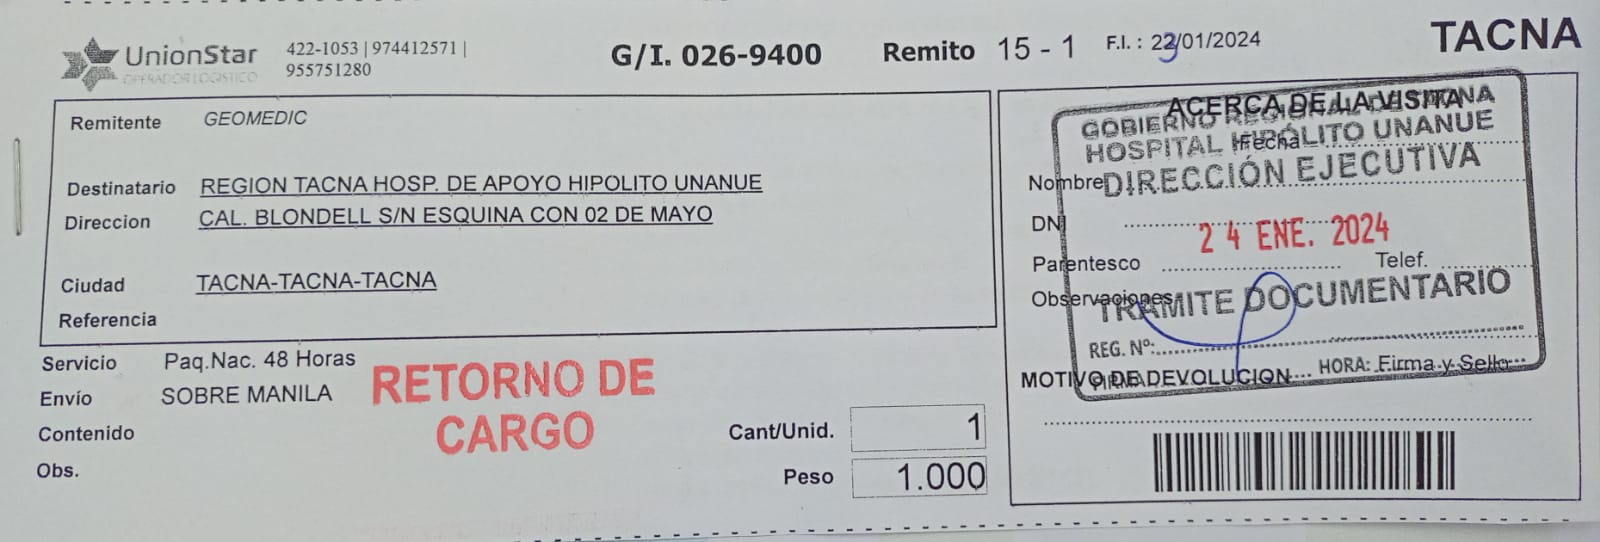 UnionStar
OPERADOR LOGISTICO
422-1053 | 974412571 |
955751280
G/I. 026-9400
Remito 15 - 1
F.I. : 23/01/2024
TACNA
Remitente GEOMEDIC
Destinatario REGION TACNA HOSP. DE APOYO HIPOLITO UNANUE
Direccion CAL. BLONDELL S/N ESQUINA CON 02 DE MAYO
Ciudad TACNA-TACNA-TACNA
Referencia
Servicio Paq.Nac. 48 Horas
Envío SOBRE MANILA
Contenido
Obs.
RETORNO DE
CARGO
Cant/Unid. 1
Peso 1.000
ACERCA DE LA VISITA
Fecha
Nombre
DNI
Parentesco Telef.
Observaciones
MOTIVO DE DEVOLUCION
Firma y Sello
GOBIERNO REGIONAL DE TACNA
HOSPITAL HIPÓLITO UNANUE
DIRECCIÓN EJECUTIVA
24 ENE. 2024
TRAMITE DOCUMENTARIO
REG. Nº:
FIRMA HORA: